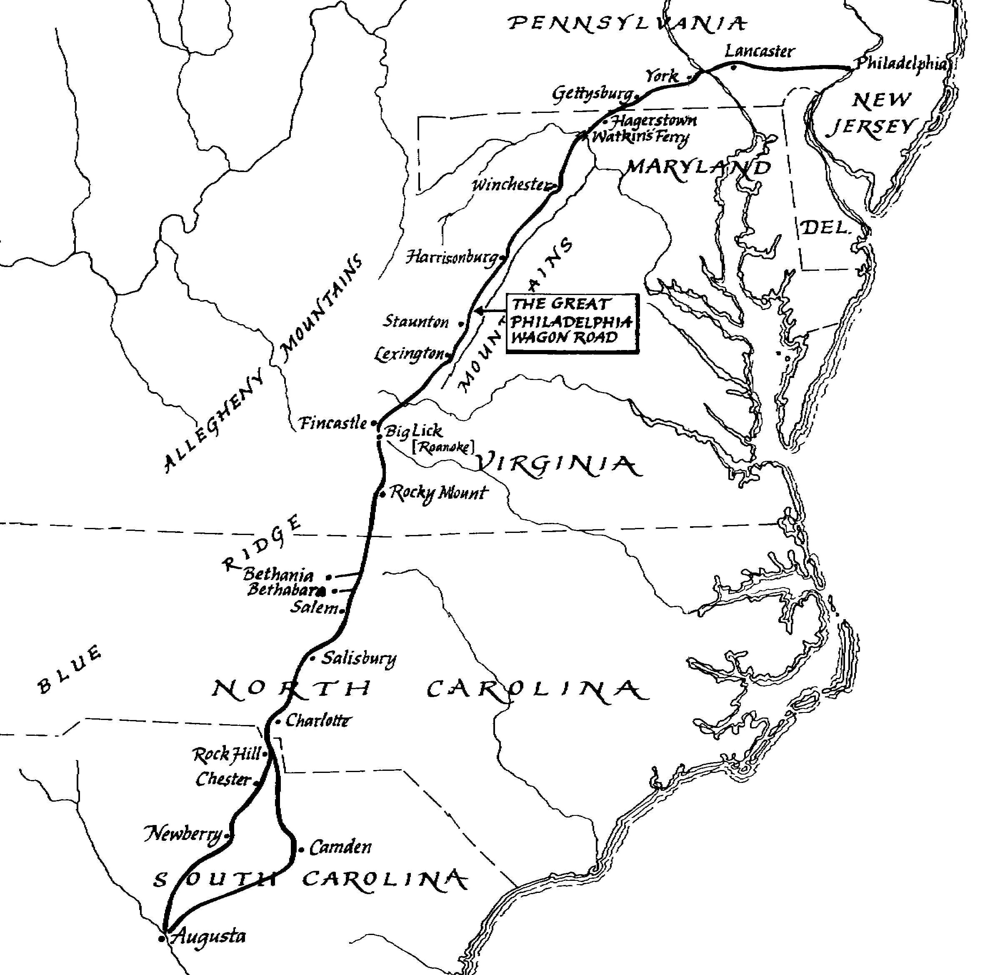 PENNSYLVANIA
Lancaster
Philadelphia
York
Gettysburg
NEW
JERSEY
Hagerstown
Watkin's Ferry
MARYLAND
Winchester
DEL.
Harrisonburg
ALLEGHENY MOUNTAINS
THE GREAT
PHILADELPHIA
WAGON ROAD
Staunton
Lexington
BLUE RIDGE MOUNTAINS
Fincastle
Big Lick
[Roanoke]
VIRGINIA
Rocky Mount
Bethania
Bethabara
Salem
Salisbury
NORTH CAROLINA
Charlotte
Rock Hill
Chester
Newberry
Camden
SOUTH CAROLINA
Augusta